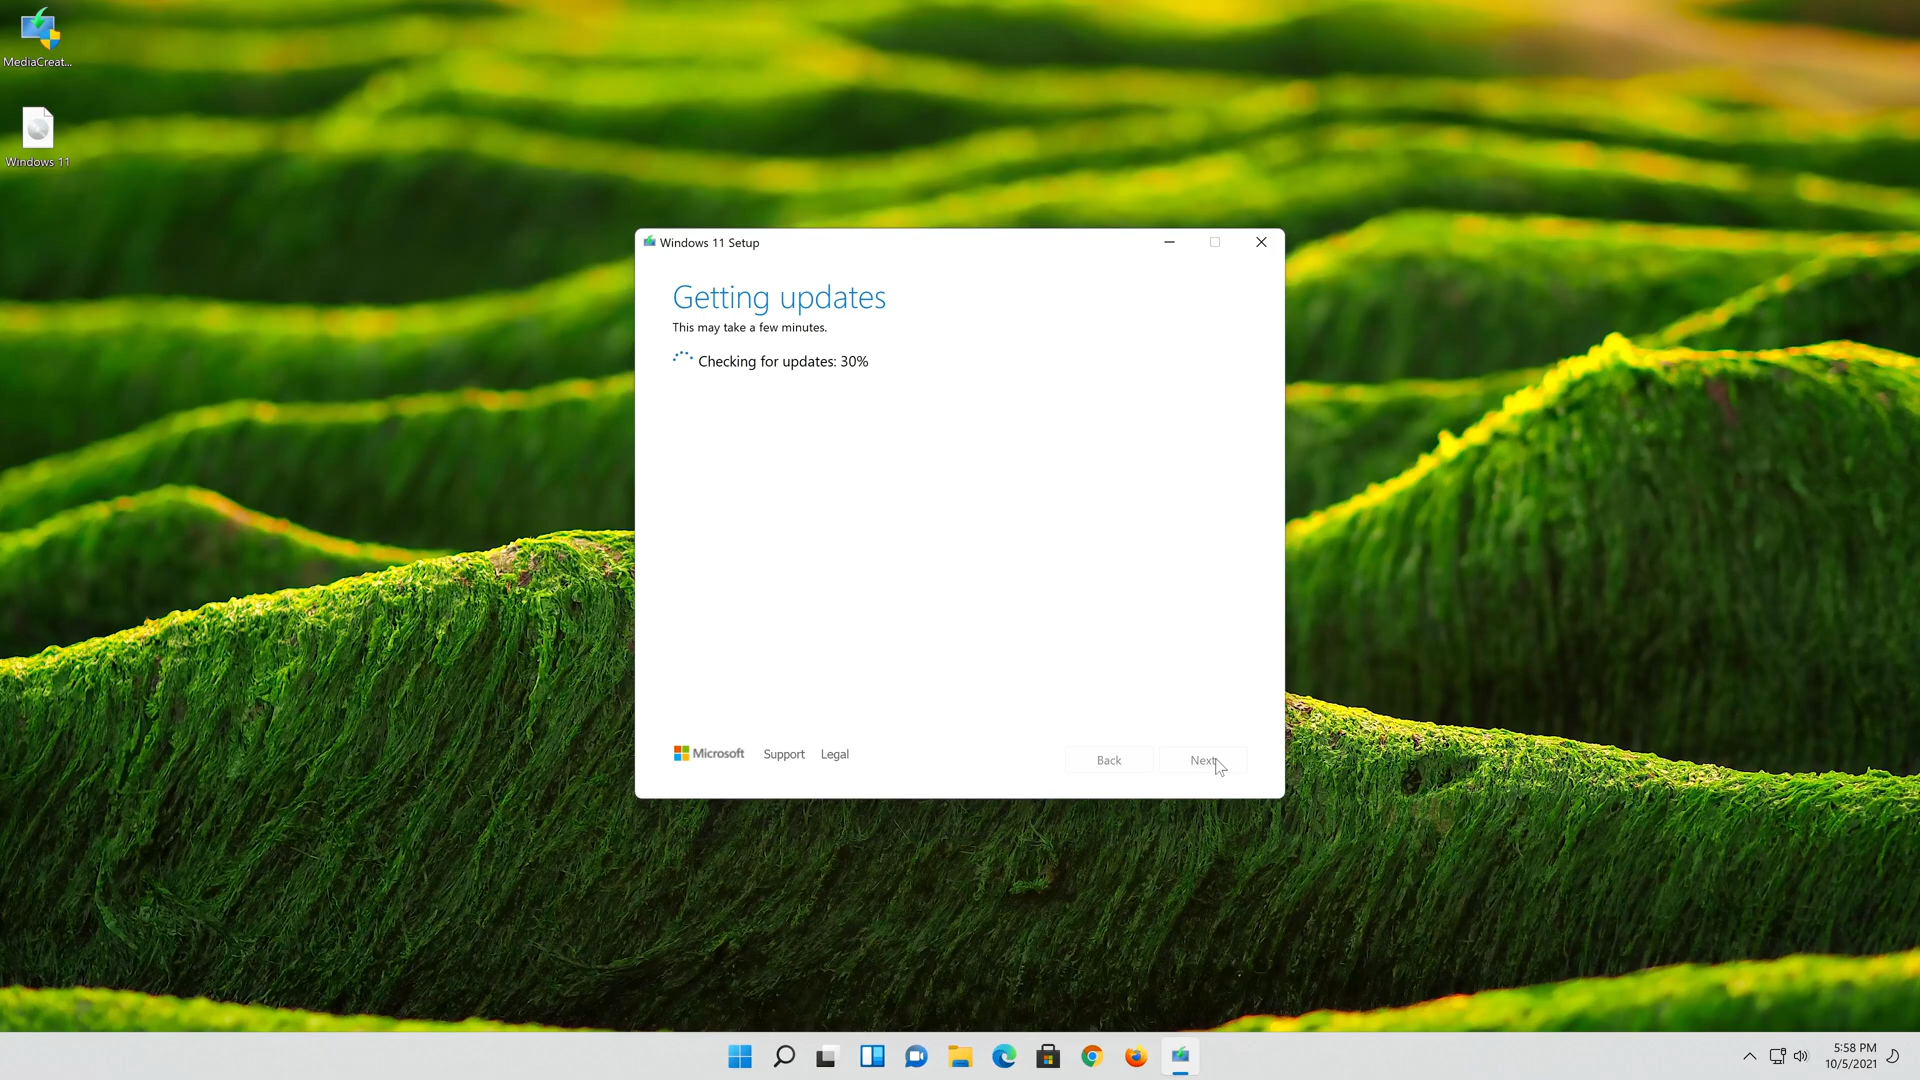 MediaCreat...
Windows 11
Windows 11 Setup
Getting updates
This may take a few minutes.
Checking for updates: 30%
Microsoft
Support
Legal
Back
Next
5:58 PM
10/5/2021